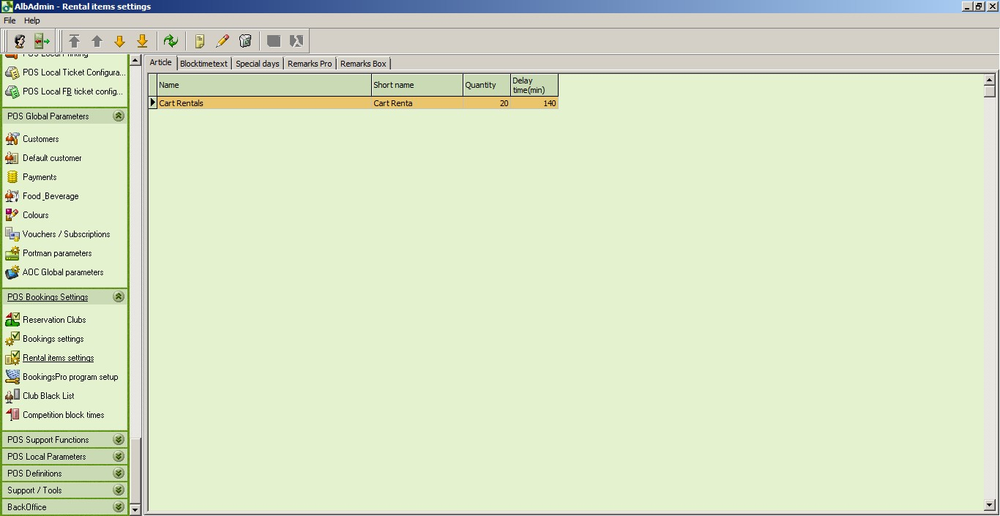 AlbAdmin - Rental items settings
File Help
Article Blocktimetext Special days Remarks Pro Remarks Box
Name Short name Quantity Delay
time(min)
Cart Rentals Cart Renta 20 140
POS Local Printing
POS Local Ticket Configura...
POS Local FB ticket config...
POS Global Parameters
Customers
Default customer
Payments
Food_Beverage
Colours
Vouchers / Subscriptions
Portman parameters
AOC Global parameters
POS Bookings Settings
Reservation Clubs
Bookings settings
Rental items settings
BookingsPro program setup
Club Black List
Competition block times
POS Support Functions
POS Local Parameters
POS Definitions
Support / Tools
BackOffice